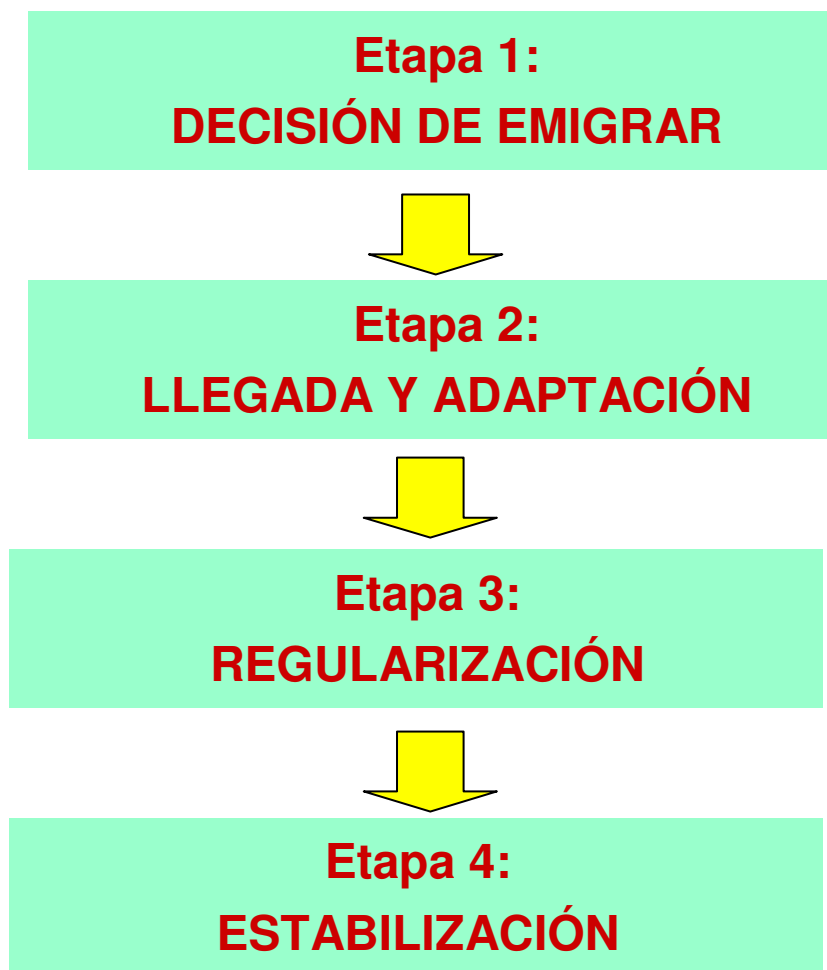 Etapa 1:
DECISIÓN DE EMIGRAR
Etapa 2:
LLEGADA Y ADAPTACIÓN
Etapa 3:
REGULARIZACIÓN
Etapa 4:
ESTABILIZACIÓN